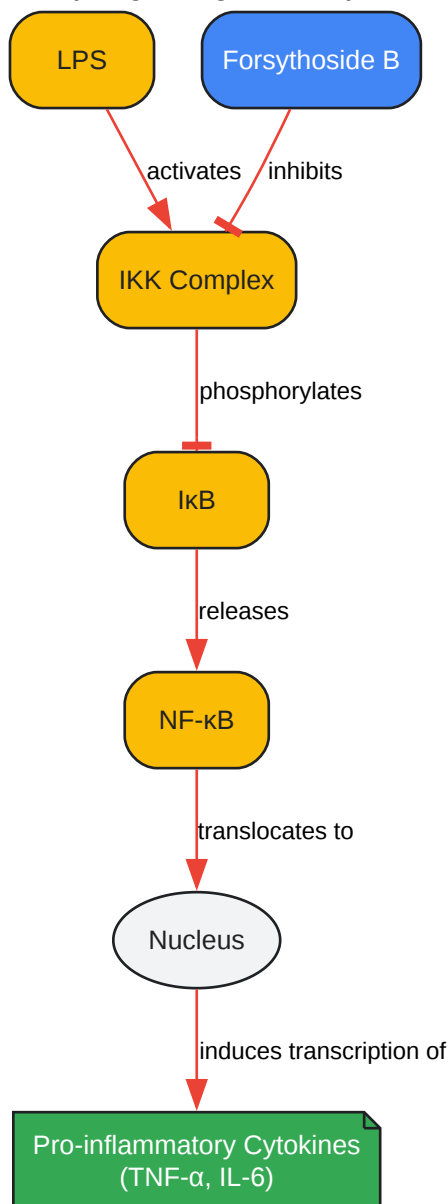 LPS
Forsythoside B
activates
inhibits
IKK Complex
phosphorylates
IκB
releases
NF-κB
translocates to
Nucleus
induces transcription of
Pro-inflammatory Cytokines
(TNF-α, IL-6)